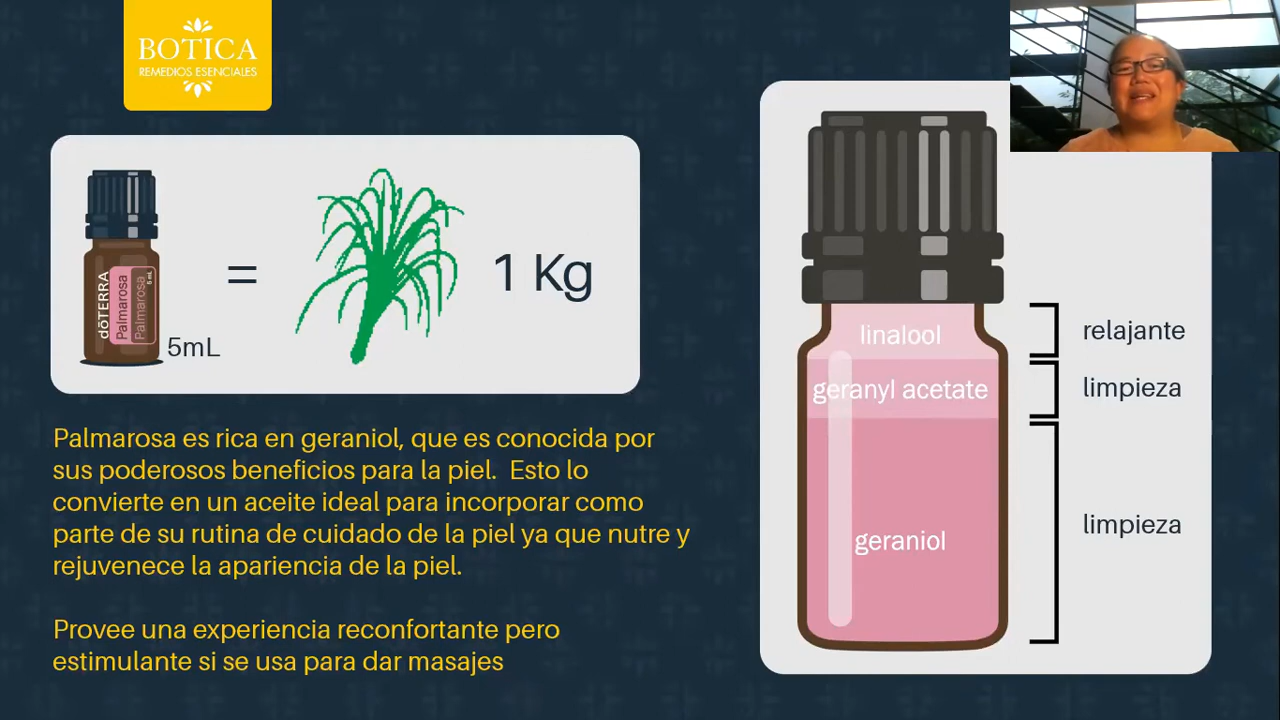 BOTICA
REMEDIOS ESENCIALES
dōTERRA
Palmarosa
Palmarosa
5 mL
5mL
=
1 Kg
Palmarosa es rica en geraniol, que es conocida por
sus poderosos beneficios para la piel.  Esto lo
convierte en un aceite ideal para incorporar como
parte de su rutina de cuidado de la piel ya que nutre y
rejuvenece la apariencia de la piel.
Provee una experiencia reconfortante pero
estimulante si se usa para dar masajes
linalool
relajante
geranyl acetate
limpieza
geraniol
limpieza